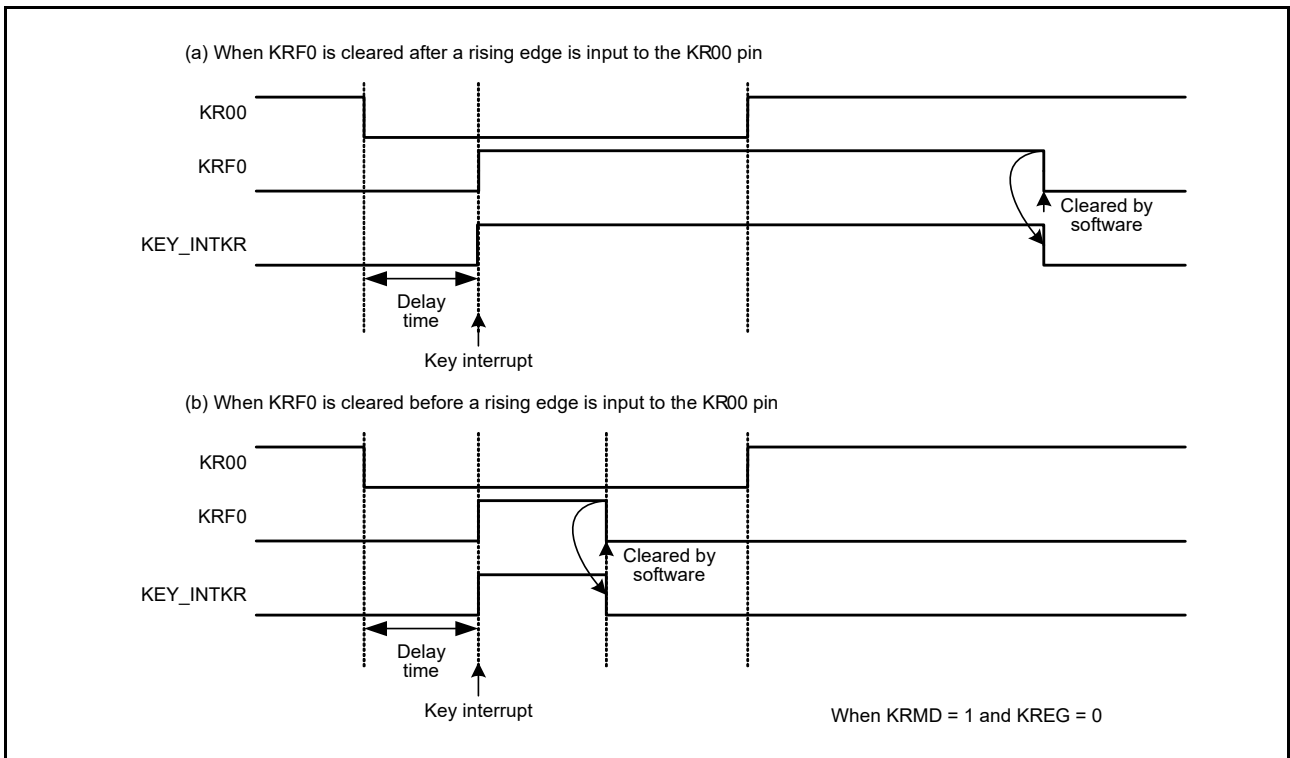 (a) When KRF0 is cleared after a rising edge is input to the KR00 pin
KR00
KRF0
Cleared by
software
KEY_INTKR
Delay
time
Key interrupt
(b) When KRF0 is cleared before a rising edge is input to the KR00 pin
KR00
KRF0
Cleared by
software
KEY_INTKR
Delay
time
Key interrupt
When KRMD = 1 and KREG = 0